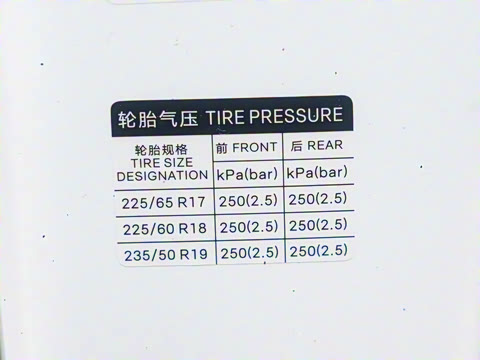 轮胎气压 TIRE PRESSURE
轮胎规格 前 FRONT 后 REAR
TIRE SIZE
DESIGNATION kPa(bar) kPa(bar)
225/65 R17 250(2.5) 250(2.5)
225/60 R18 250(2.5) 250(2.5)
235/50 R19 250(2.5) 250(2.5)